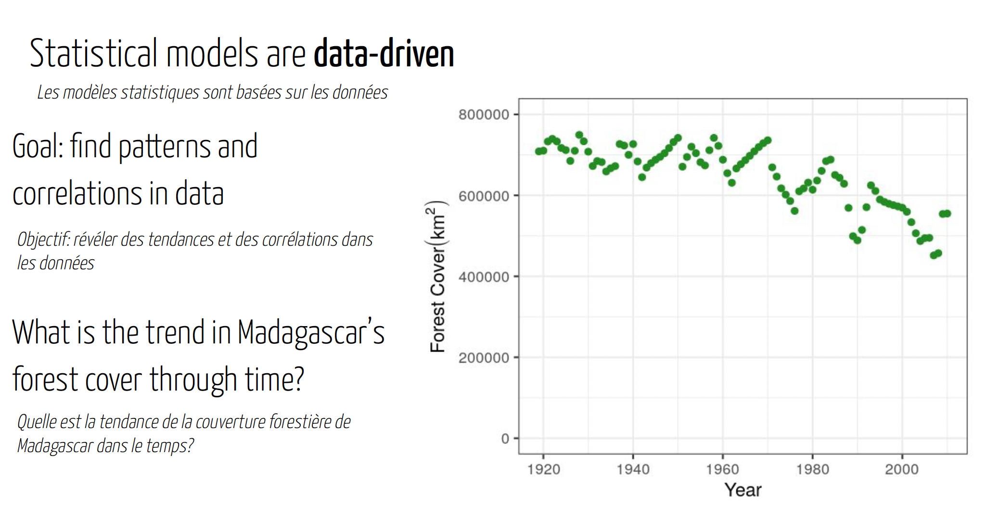 Statistical models are data-driven
Les modèles statistiques sont basées sur les données
Goal: find patterns and
correlations in data
Objectif: révéler des tendances et des corrélations dans
les données
What is the trend in Madagascar's
forest cover through time?
Quelle est la tendance de la couverture forestière de
Madagascar dans le temps?
Forest Cover(km²)
800000
600000
400000
200000
0
1920 1940 1960 1980 2000
Year